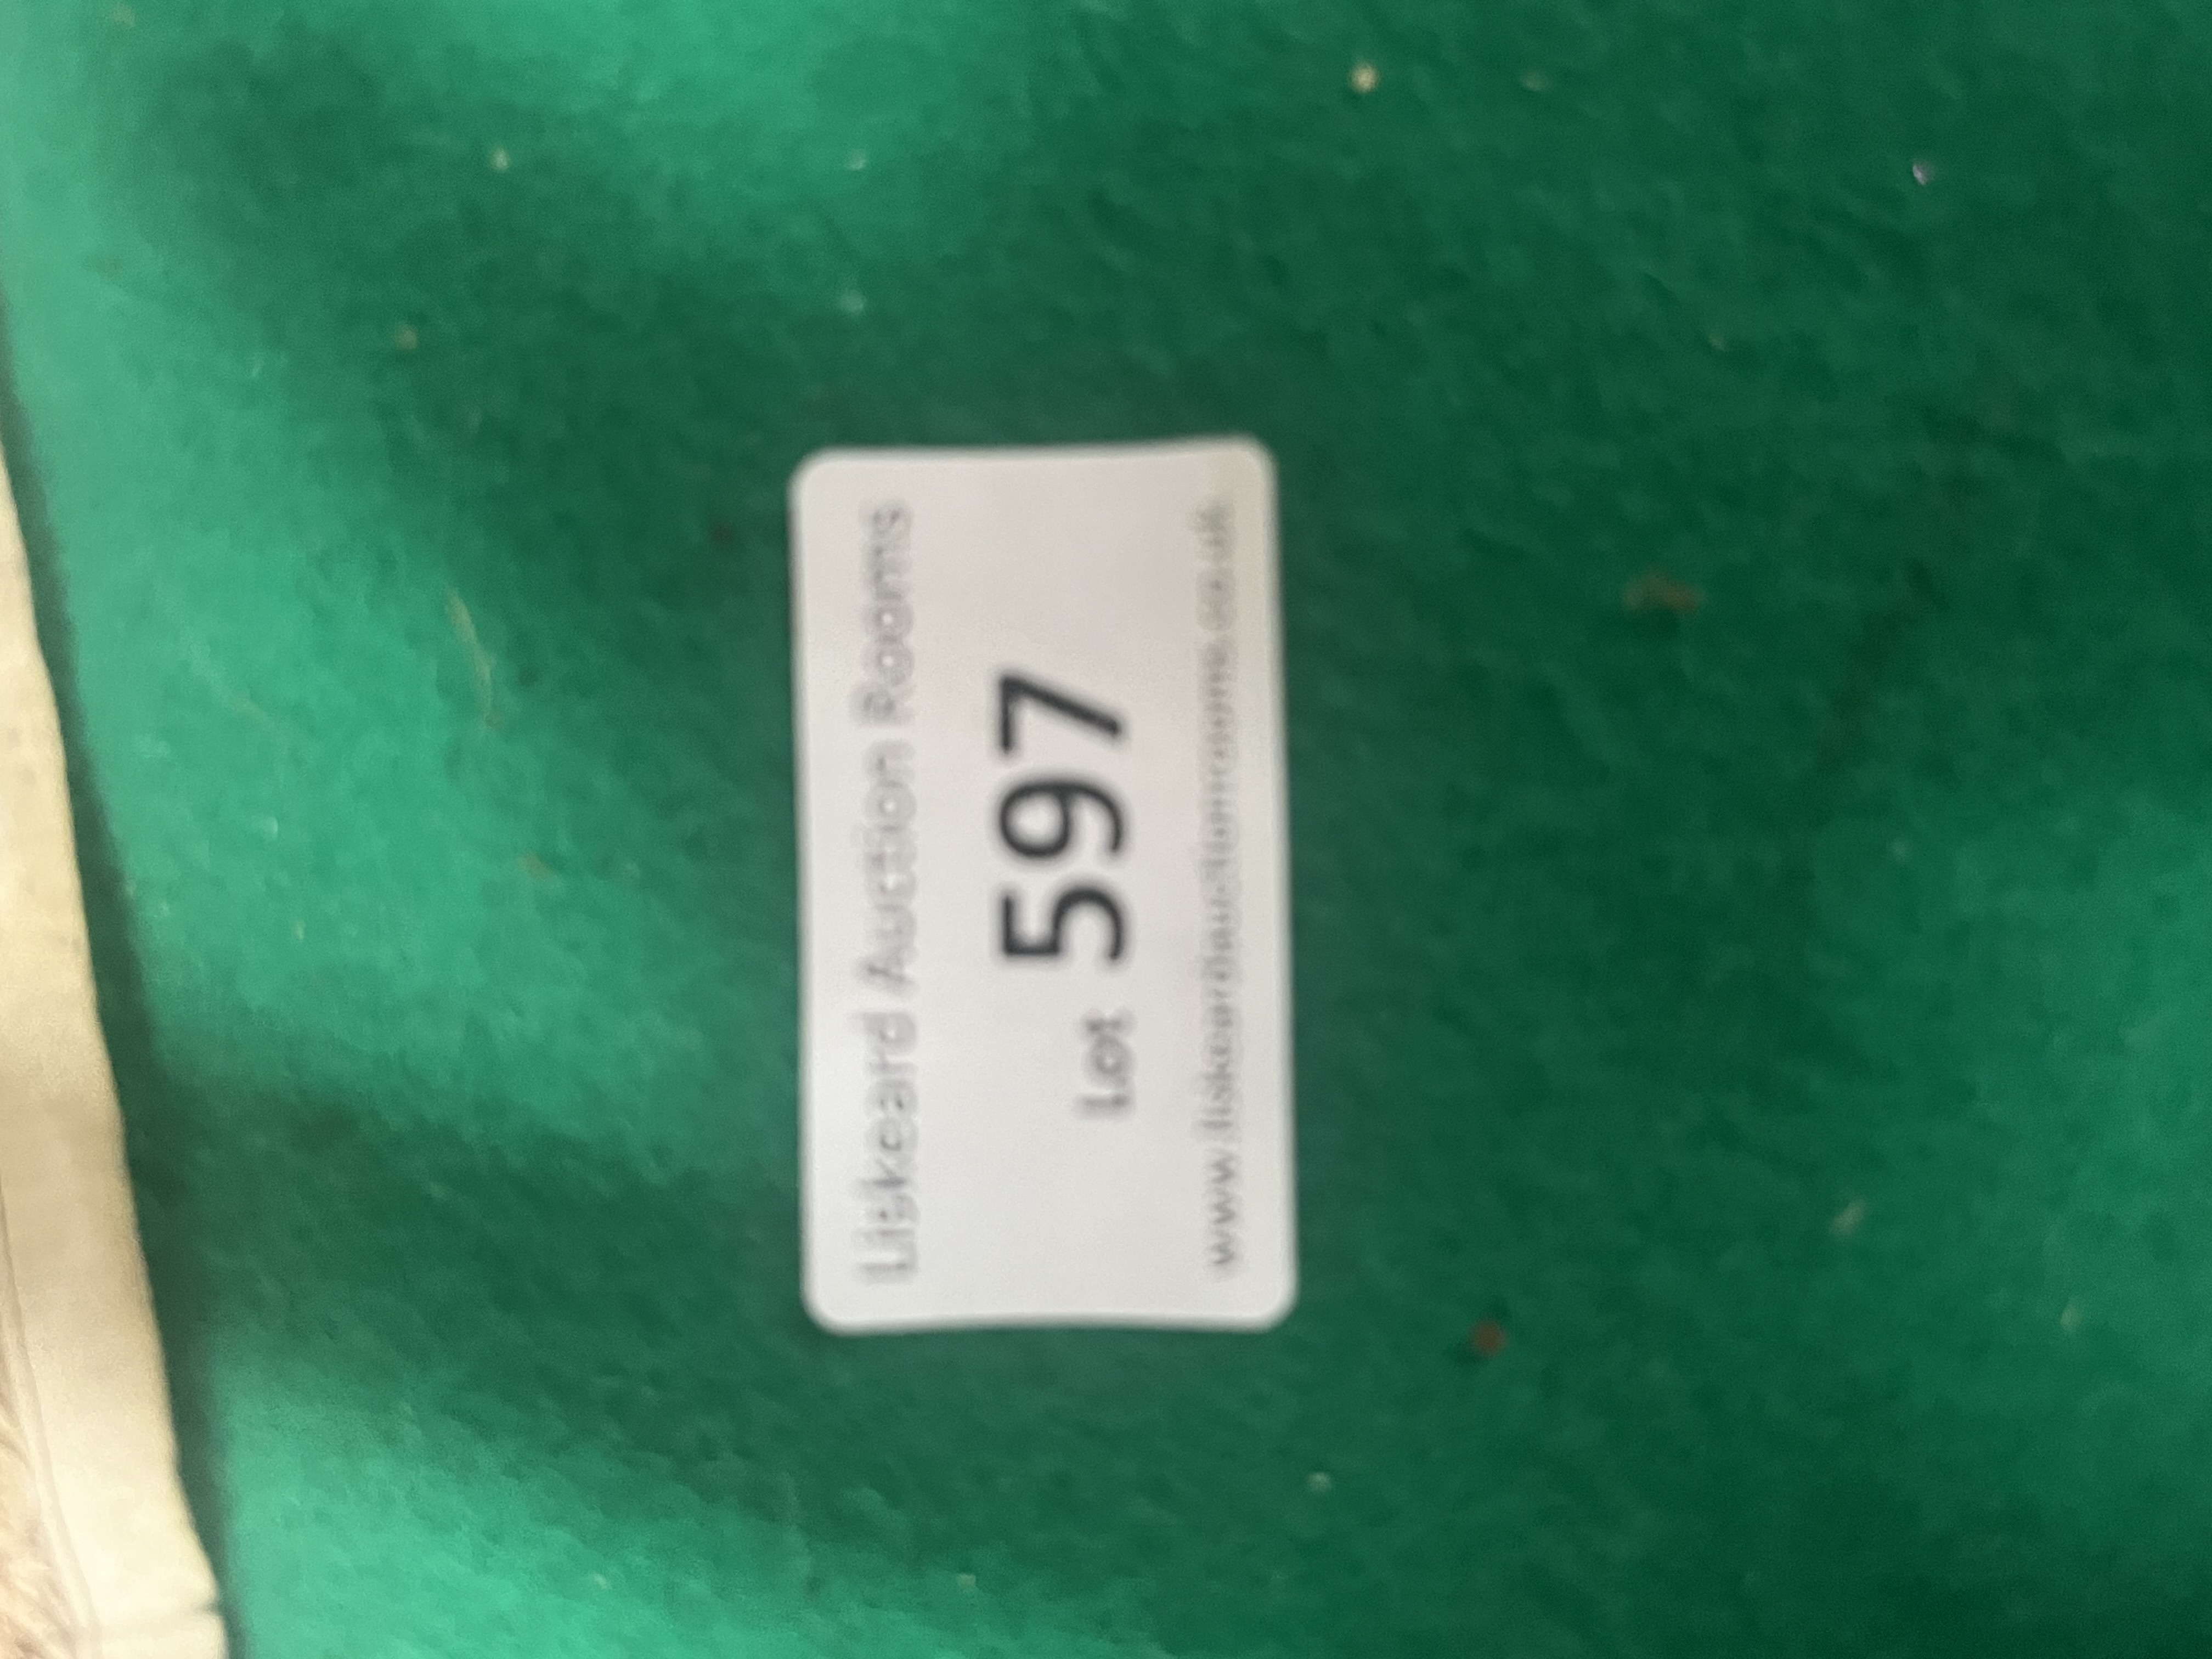 Liskeard Auction Rooms
Lot 597
www.liskeardauctionrooms.co.uk